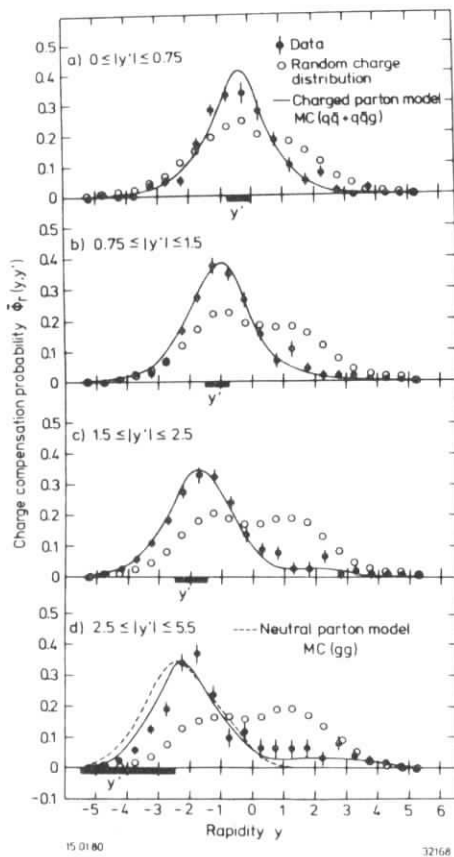 Charge compensation probability Φ̃r (y,y')
0.5
0.4
0.3
0.2
0.1
0
a) 0 ≤ |y'| ≤ 0.75
Data
Random charge
distribution
Charged parton model
MC (qq̄ + qq̄g)
y'
0.5
0.4
0.3
0.2
0.1
0
b) 0.75 ≤ |y'| ≤ 1.5
y'
0.5
0.4
0.3
0.2
0.1
0
c) 1.5 ≤ |y'| ≤ 2.5
y'
0.5
0.4
0.3
0.2
0.1
0
-0.1
d) 2.5 ≤ |y'| ≤ 5.5
Neutral parton model
MC (gg)
y'
-5 -4 -3 -2 -1 0 1 2 3 4 5 6
Rapidity y
15.01.80
32168